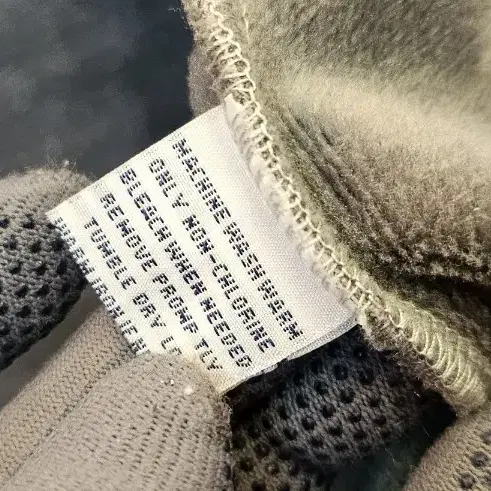 MACHINE WASH WARM
ONLY NON-CHLORINE
BLEACH WHEN NEEDED
REMOVE PROMPTLY
TUMBLE DRY